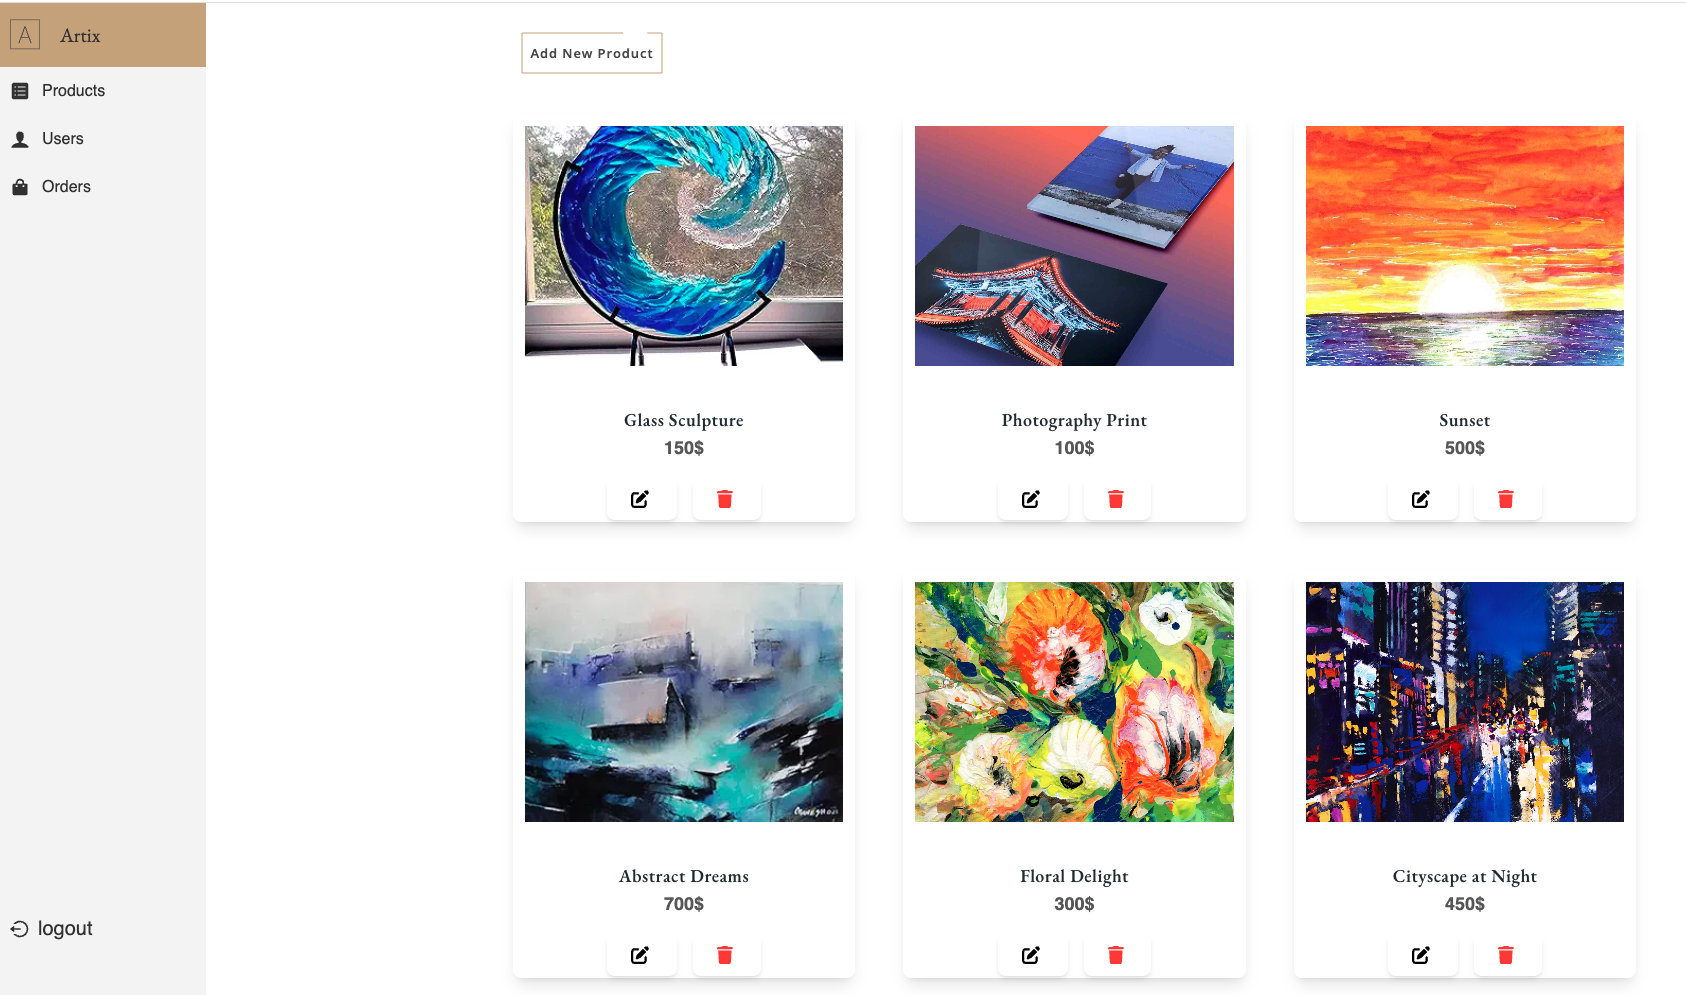 A
Artix
Products
Users
Orders
logout
Add New Product
Glass Sculpture
150$
Photography Print
100$
Sunset
500$
Abstract Dreams
700$
Floral Delight
300$
Cityscape at Night
450$